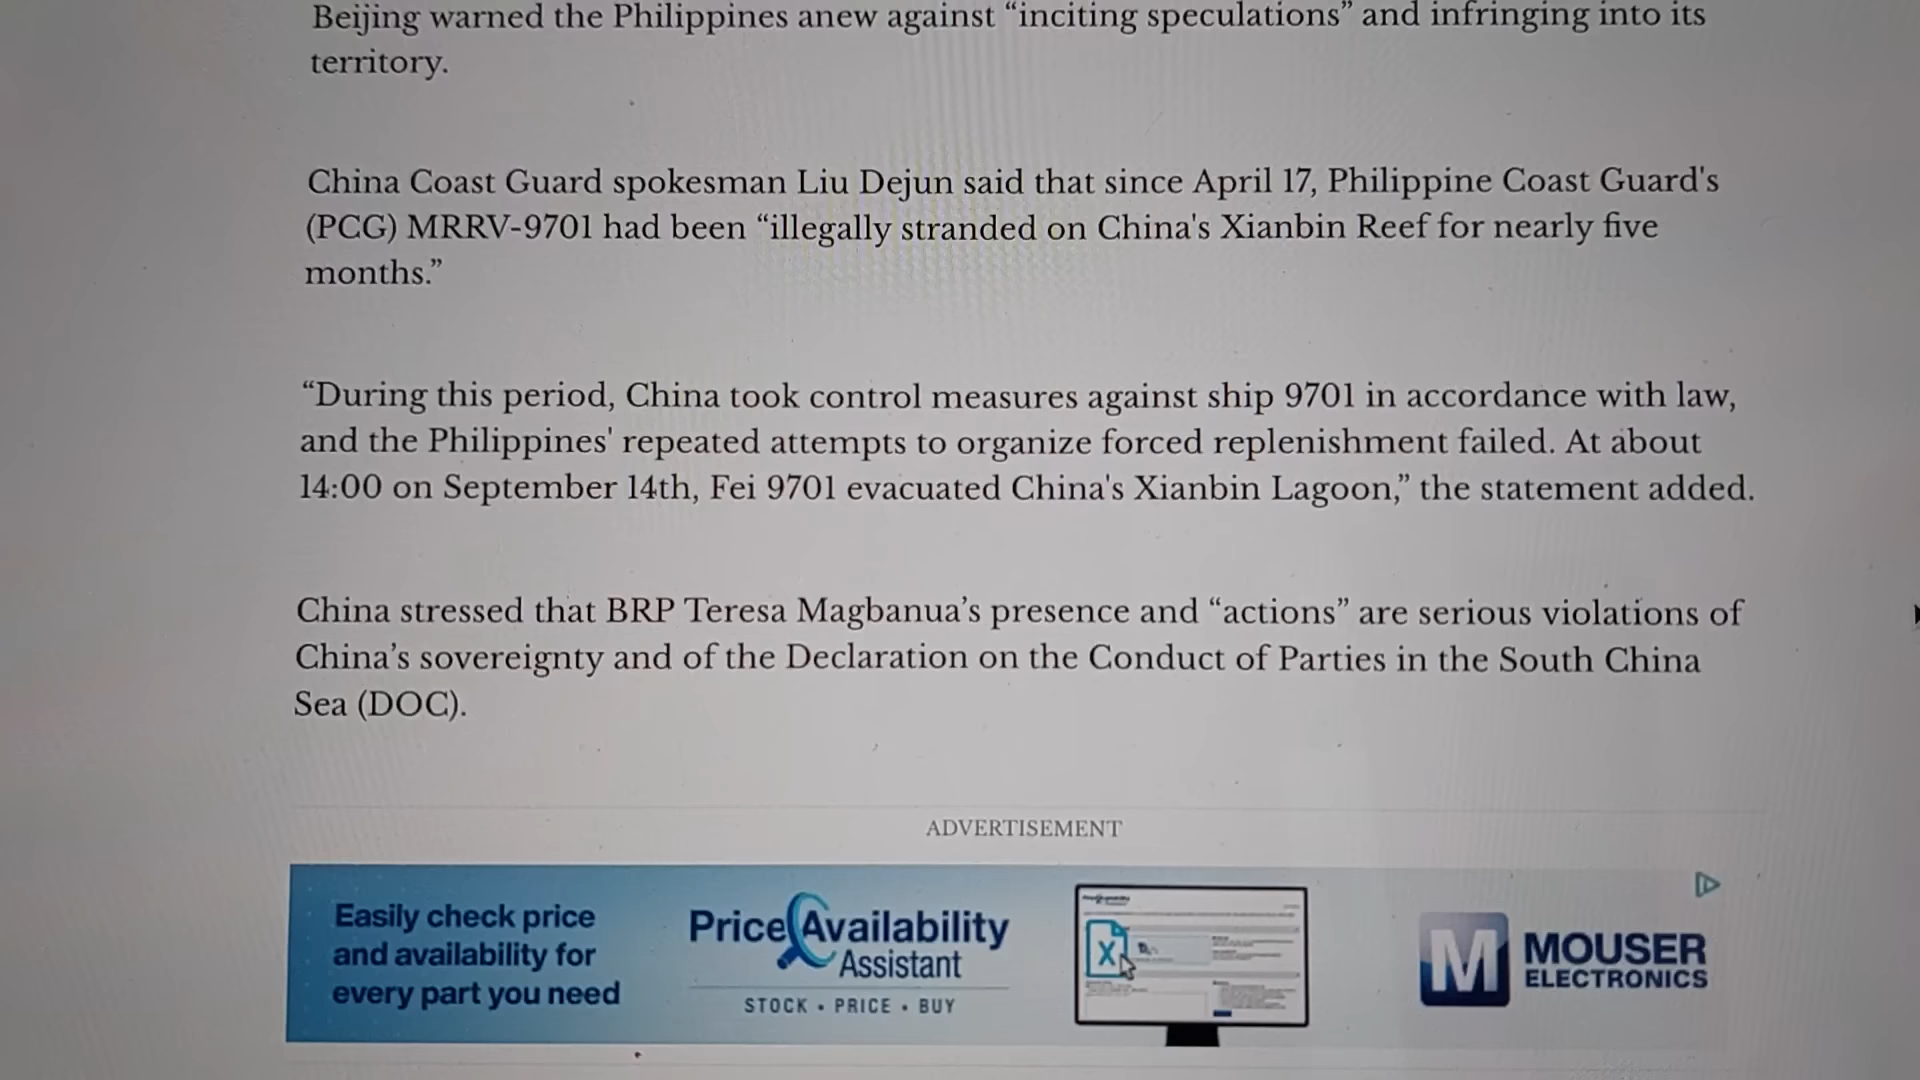 Beijing warned the Philippines anew against “inciting speculations” and infringing into its
territory.
China Coast Guard spokesman Liu Dejun said that since April 17, Philippine Coast Guard's
(PCG) MRRV-9701 had been “illegally stranded on China's Xianbin Reef for nearly five
months.”
“During this period, China took control measures against ship 9701 in accordance with law,
and the Philippines' repeated attempts to organize forced replenishment failed. At about
14:00 on September 14th, Fei 9701 evacuated China's Xianbin Lagoon,” the statement added.
China stressed that BRP Teresa Magbanua’s presence and “actions” are serious violations of
China’s sovereignty and of the Declaration on the Conduct of Parties in the South China
Sea (DOC).
ADVERTISEMENT
Easily check price
and availability for
every part you need
Price Availability
Assistant
STOCK • PRICE • BUY
X
M
MOUSER
ELECTRONICS